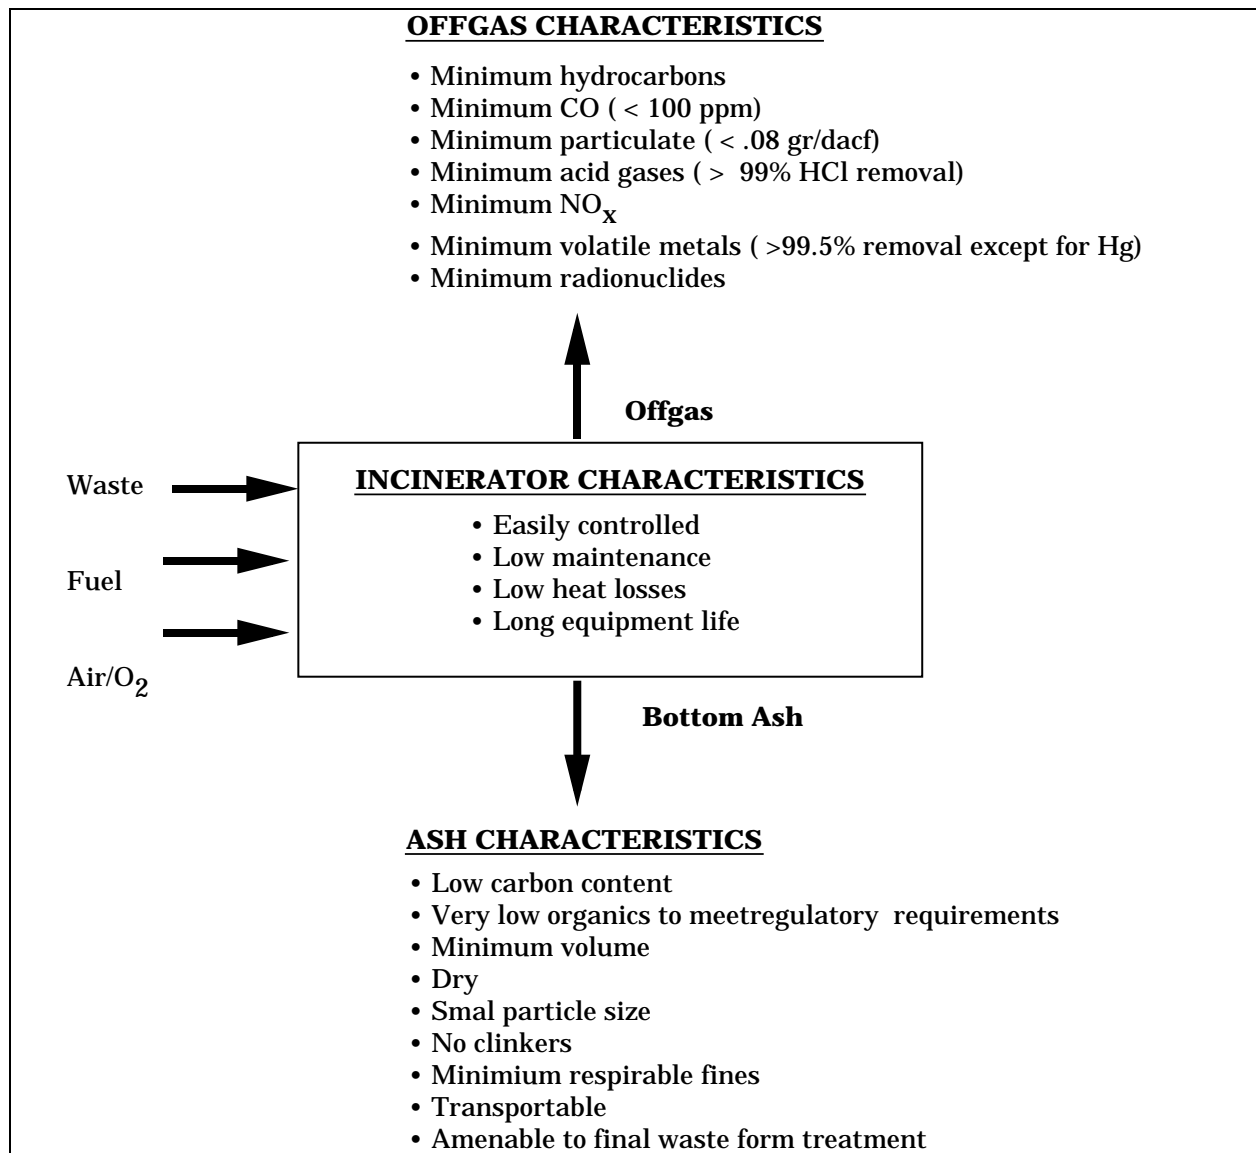 OFFGAS CHARACTERISTICS
• Minimum hydrocarbons
• Minimum CO ( < 100 ppm)
• Minimum particulate ( < .08 gr/dacf)
• Minimum acid gases ( > 99% HCl removal)
• Minimum NOx
• Minimum volatile metals ( >99.5% removal except for Hg)
• Minimum radionuclides
Offgas
Waste
Fuel
Air/O2
INCINERATOR CHARACTERISTICS
• Easily controlled
• Low maintenance
• Low heat losses
• Long equipment life
Bottom Ash
ASH CHARACTERISTICS
• Low carbon content
• Very low organics to meetregulatory requirements
• Minimum volume
• Dry
• Smal particle size
• No clinkers
• Minimium respirable fines
• Transportable
• Amenable to final waste form treatment